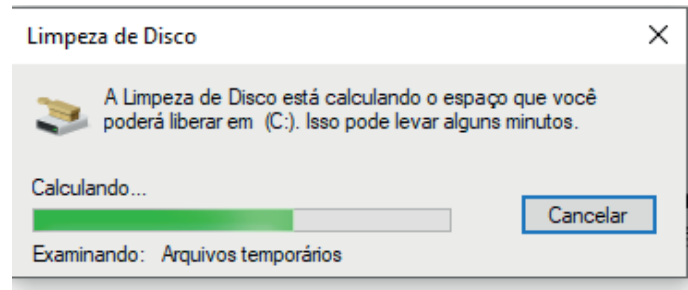 Limpeza de Disco
A Limpeza de Disco está calculando o espaço que você
poderá liberar em  (C:). Isso pode levar alguns minutos.
Calculando...
Cancelar
Examinando:   Arquivos temporários